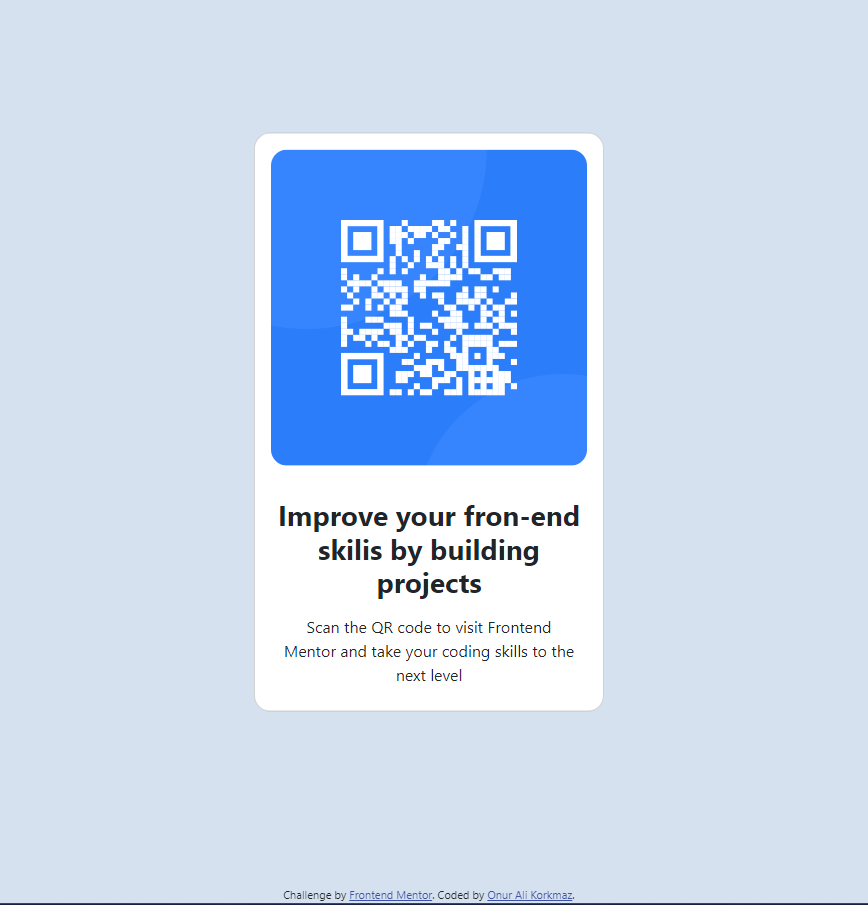 Improve your fron-end
skilis by building
projects
Scan the QR code to visit Frontend
Mentor and take your coding skills to the
next level
Challenge by Frontend Mentor. Coded by Onur Ali Korkmaz.